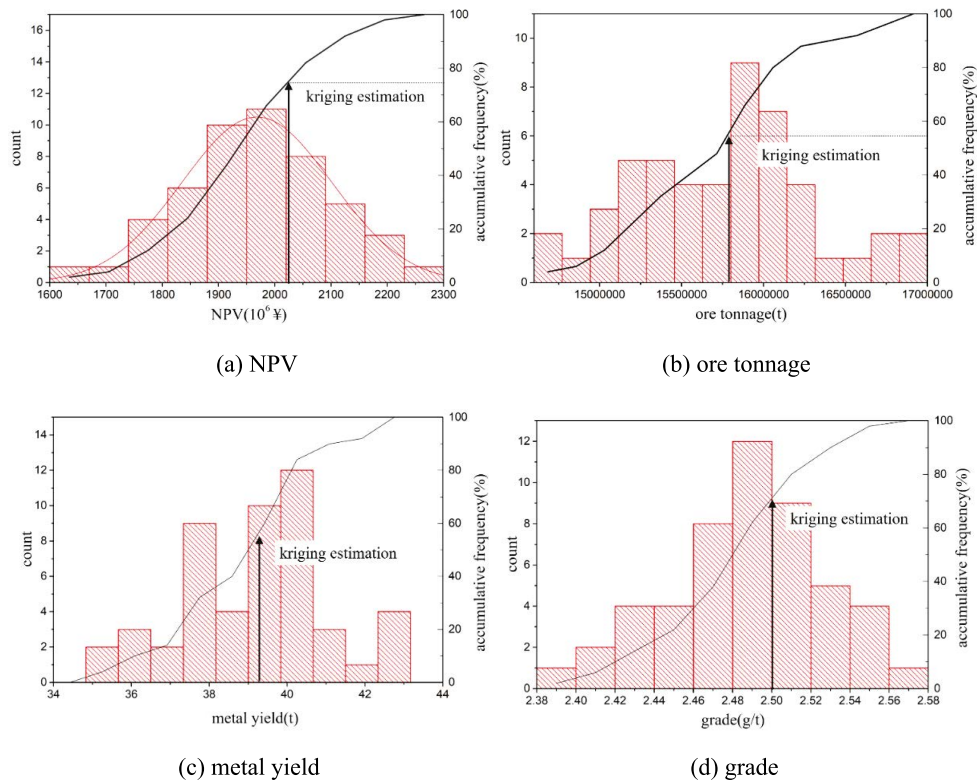 17
16
14
12
10
8
6
4
2
0
count
100
80
60
40
20
0
accumulative frequency(%)
kriging estimation
1600 1700 1800 1900 2000 2100 2200 2300
NPV(10⁶ ¥)
(a) NPV
11
10
8
6
4
2
0
count
100
80
60
40
20
0
accumulative frequency(%)
kriging estimation
15000000 15500000 16000000 16500000 17000000
ore tonnage(t)
(b) ore tonnage
14
12
10
8
6
4
2
0
count
100
80
60
40
20
0
accumulative frequency(%)
kriging estimation
34 36 38 40 42 44
metal yield(t)
(c) metal yield
12
10
8
6
4
2
0
count
100
80
60
40
20
0
accumulative frequency(%)
kriging estimation
2.38 2.40 2.42 2.44 2.46 2.48 2.50 2.52 2.54 2.56 2.58
grade(g/t)
(d) grade